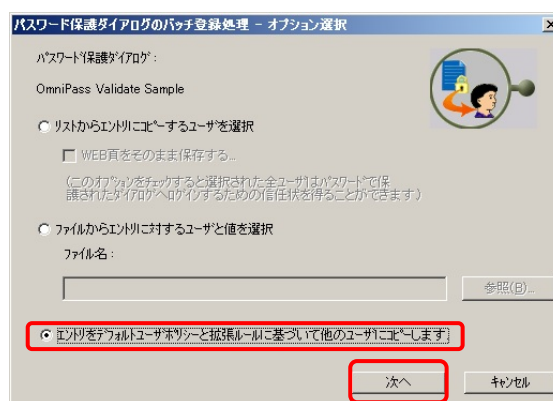 パスワード保護ダイアログのバッチ登録処理 - オプション選択
パスワード保護ダイアログ:
OmniPass Validate Sample
リストからエントリにコピーするユーザを選択
WEB頁をそのまま保存する...
(このオプションをチェックすると選択された全ユーザはパスワードで保
護されたダイアログへログインするための信任状を得ることができます)
ファイルからエントリに対するユーザと値を選択
ファイル名:
参照(B)...
エントリをデフォルトユーザポリシーと拡張ルールに基づいて他のユーザにコピーします
次へ
キャンセル